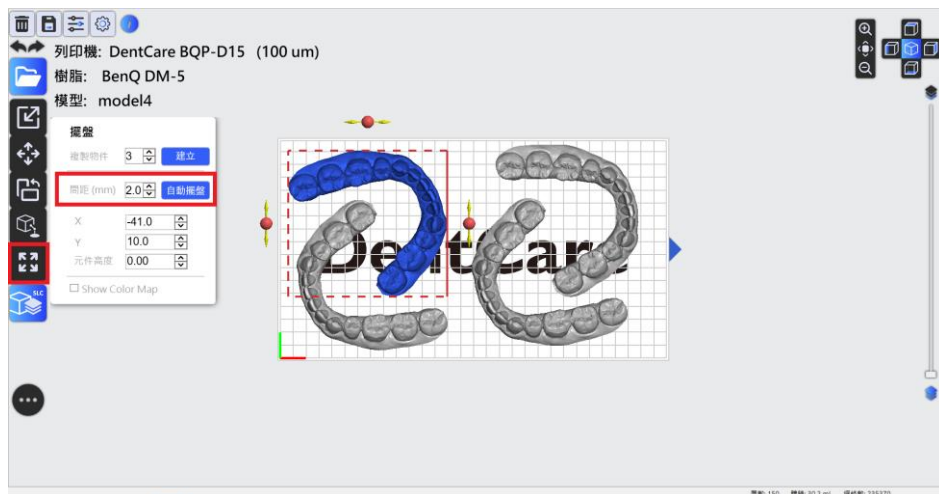 列印機: DentCare BQP-D15 (100 um)
樹脂: BenQ DM-5
模型: model4
擺盤
複製物件 3 建立
間距 (mm) 2.0 自動擺盤
X -41.0
Y 10.0
元件高度 0.00
Show Color Map
SLC
DentCare